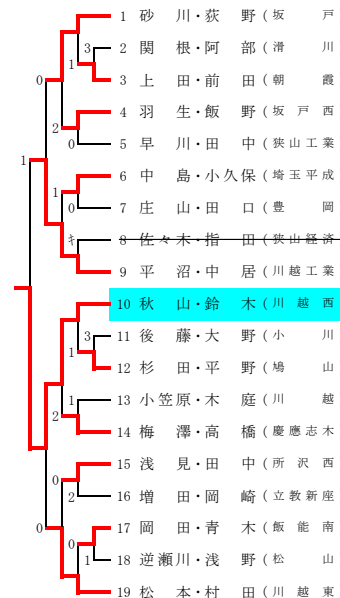 1 砂 川・荻 野(坂 戸
3
2 関 根・阿 部(滑 川
1
0
3 上 田・前 田(朝 霞
4 羽 生・飯 野(坂 戸 西
2
0
5 早 川・田 中(狭山工業
1
6 中 島・小久保(埼玉平成
1
0
7 庄 山・田 口(豊 岡
キ
8 佐々木・指 田(狭山経済
9 平 沼・中 居(川越工業
10 秋 山・鈴 木(川 越 西
3
11 後 藤・大 野(小 川
1
12 杉 田・平 野(鳩 山
1
13 小笠原・木 庭(川 越
2
14 梅 澤・高 橋(慶應志木
15 浅 見・田 中(所 沢 西
0
2
16 増 田・岡 崎(立教新座
0
17 岡 田・青 木(飯 能 南
0
1
18 逆瀬川・浅 野(松 山
19 松 本・村 田(川 越 東